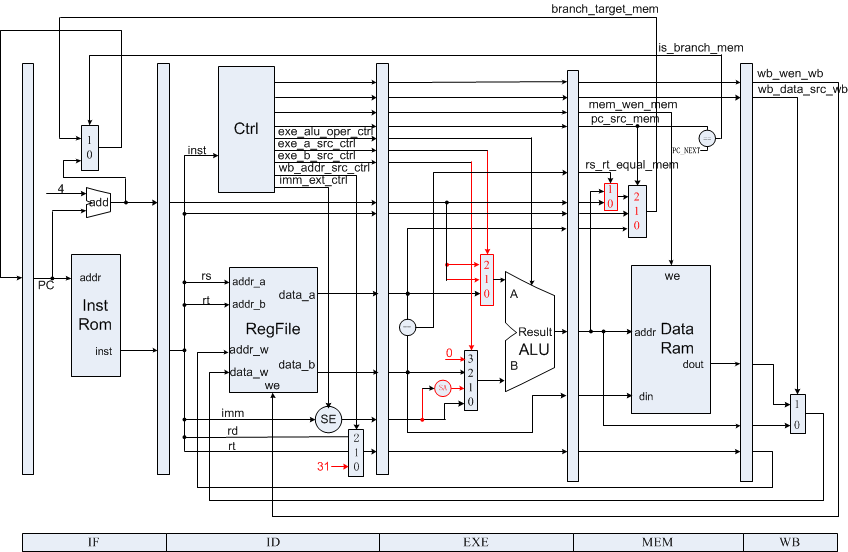 branch_target_mem
is_branch_mem
wb_wen_wb
wb_data_src_wb
mem_wen_mem
pc_src_mem
==
PC_NEXT
1
0
Ctrl
inst
exe_alu_oper_ctrl
exe_a_src_ctrl
exe_b_src_ctrl
wb_addr_src_ctrl
imm_ext_ctrl
rs_rt_equal_mem
1
0
2
1
0
4
add
PC
addr
Inst
Rom
inst
rs
rt
addr_a
addr_b
RegFile
addr_w
data_w
we
data_a
data_b
2
1
0
==
A
B
Result
ALU
0
3
2
1
0
SA
we
addr
Data
Ram
dout
din
1
0
imm
SE
rd
rt
31
2
1
0
IF
ID
EXE
MEM
WB